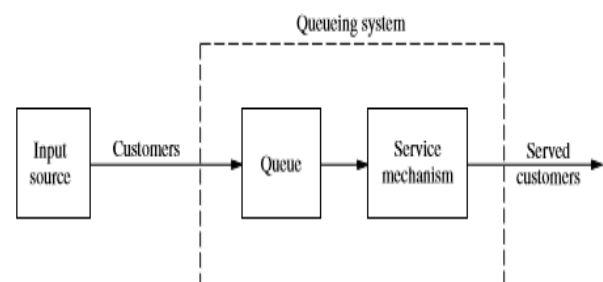 Queueing system
Input
source
Customers
Queue
Service
mechanism
Served
customers